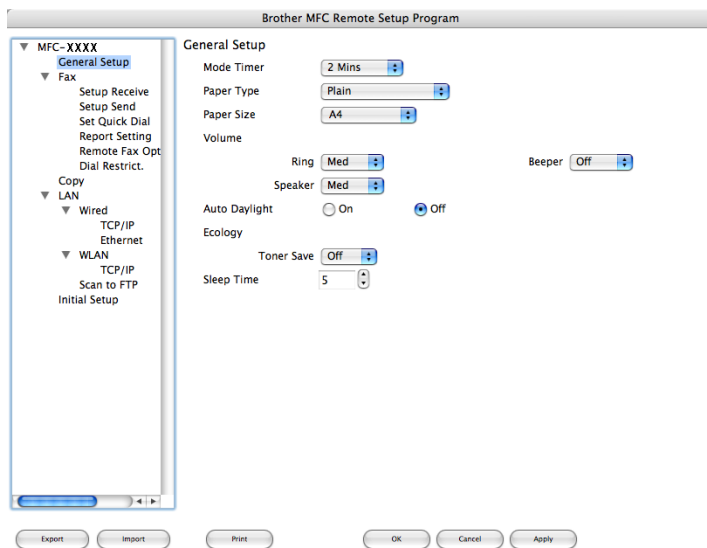 Brother MFC Remote Setup Program
MFC-XXXX
General Setup
Fax
Setup Receive
Setup Send
Set Quick Dial
Report Setting
Remote Fax Opt
Dial Restrict.
Copy
LAN
Wired
TCP/IP
Ethernet
WLAN
TCP/IP
Scan to FTP
Initial Setup
General Setup
Mode Timer 2 Mins
Paper Type Plain
Paper Size A4
Volume
Ring Med Beeper Off
Speaker Med
Auto Daylight On Off
Ecology
Toner Save Off
Sleep Time 5
Export Import Print OK Cancel Apply